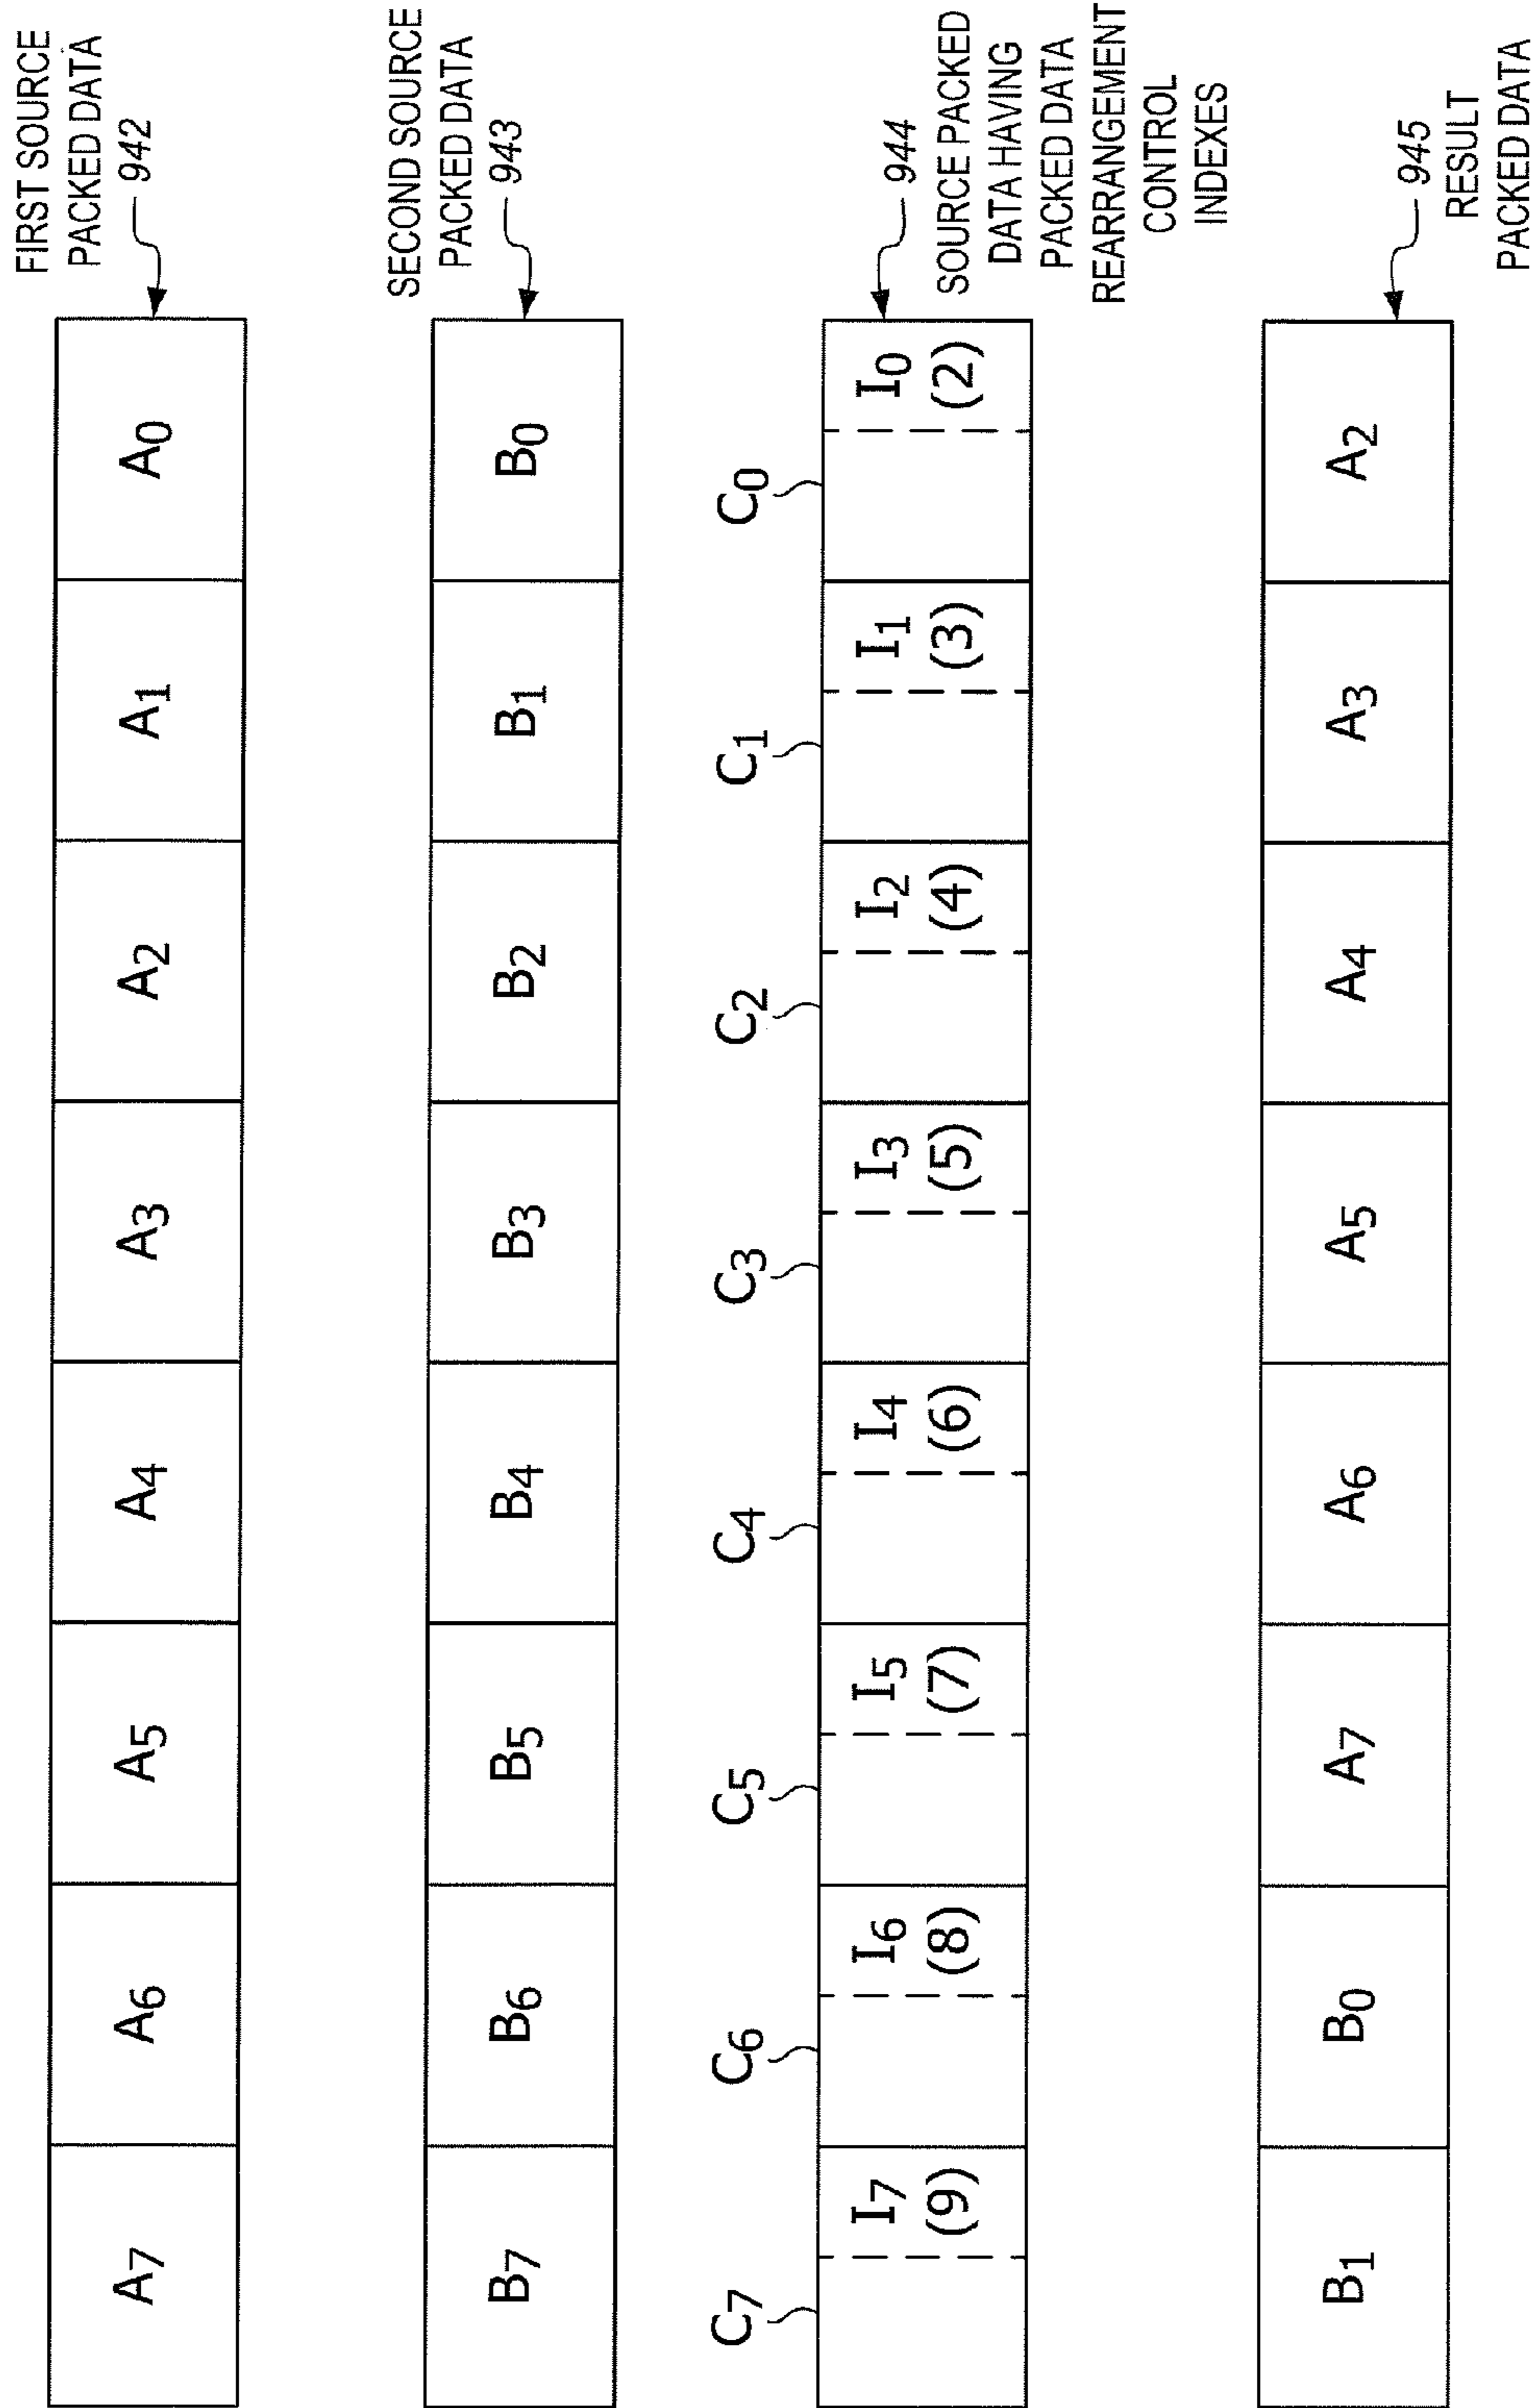 A7 A6 A5 A4 A3 A2 A1 A0
FIRST SOURCE
PACKED DATA
942
B7 B6 B5 B4 B3 B2 B1 B0
SECOND SOURCE
PACKED DATA
943
C7 C6 C5 C4 C3 C2 C1 C0
I7 I6 I5 I4 I3 I2 I1 I0
(9) (8) (7) (6) (5) (4) (3) (2)
944
SOURCE PACKED
DATA HAVING
PACKED DATA
REARRANGEMENT
CONTROL
INDEXES
B1 B0 A7 A6 A5 A4 A3 A2
945
RESULT
PACKED DATA